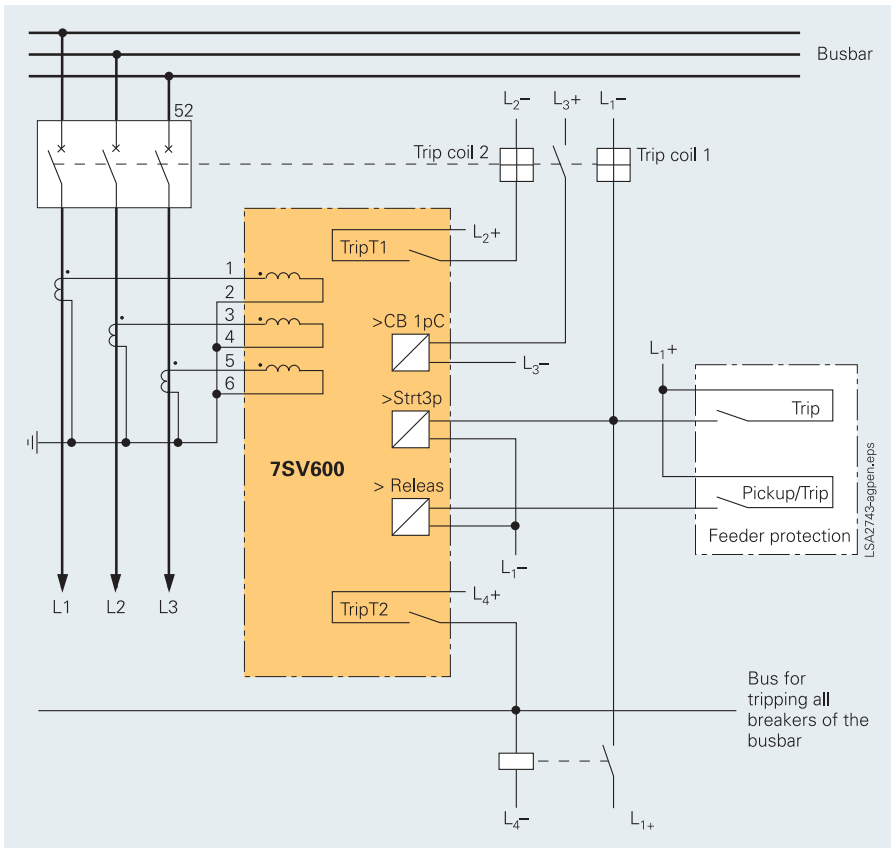 Busbar
52
L2− L3+ L1−
Trip coil 2
Trip coil 1
L2+
TripT1
1
2
3
4
5
6
>CB 1pC
L3−
L1+
>Strt3p
Trip
7SV600
> Releas
Pickup/Trip
Feeder protection
LSA2743-agpen.eps
L1−
L1 L2 L3
L4+
TripT2
Bus for
tripping all
breakers of the
busbar
L4−
L1+